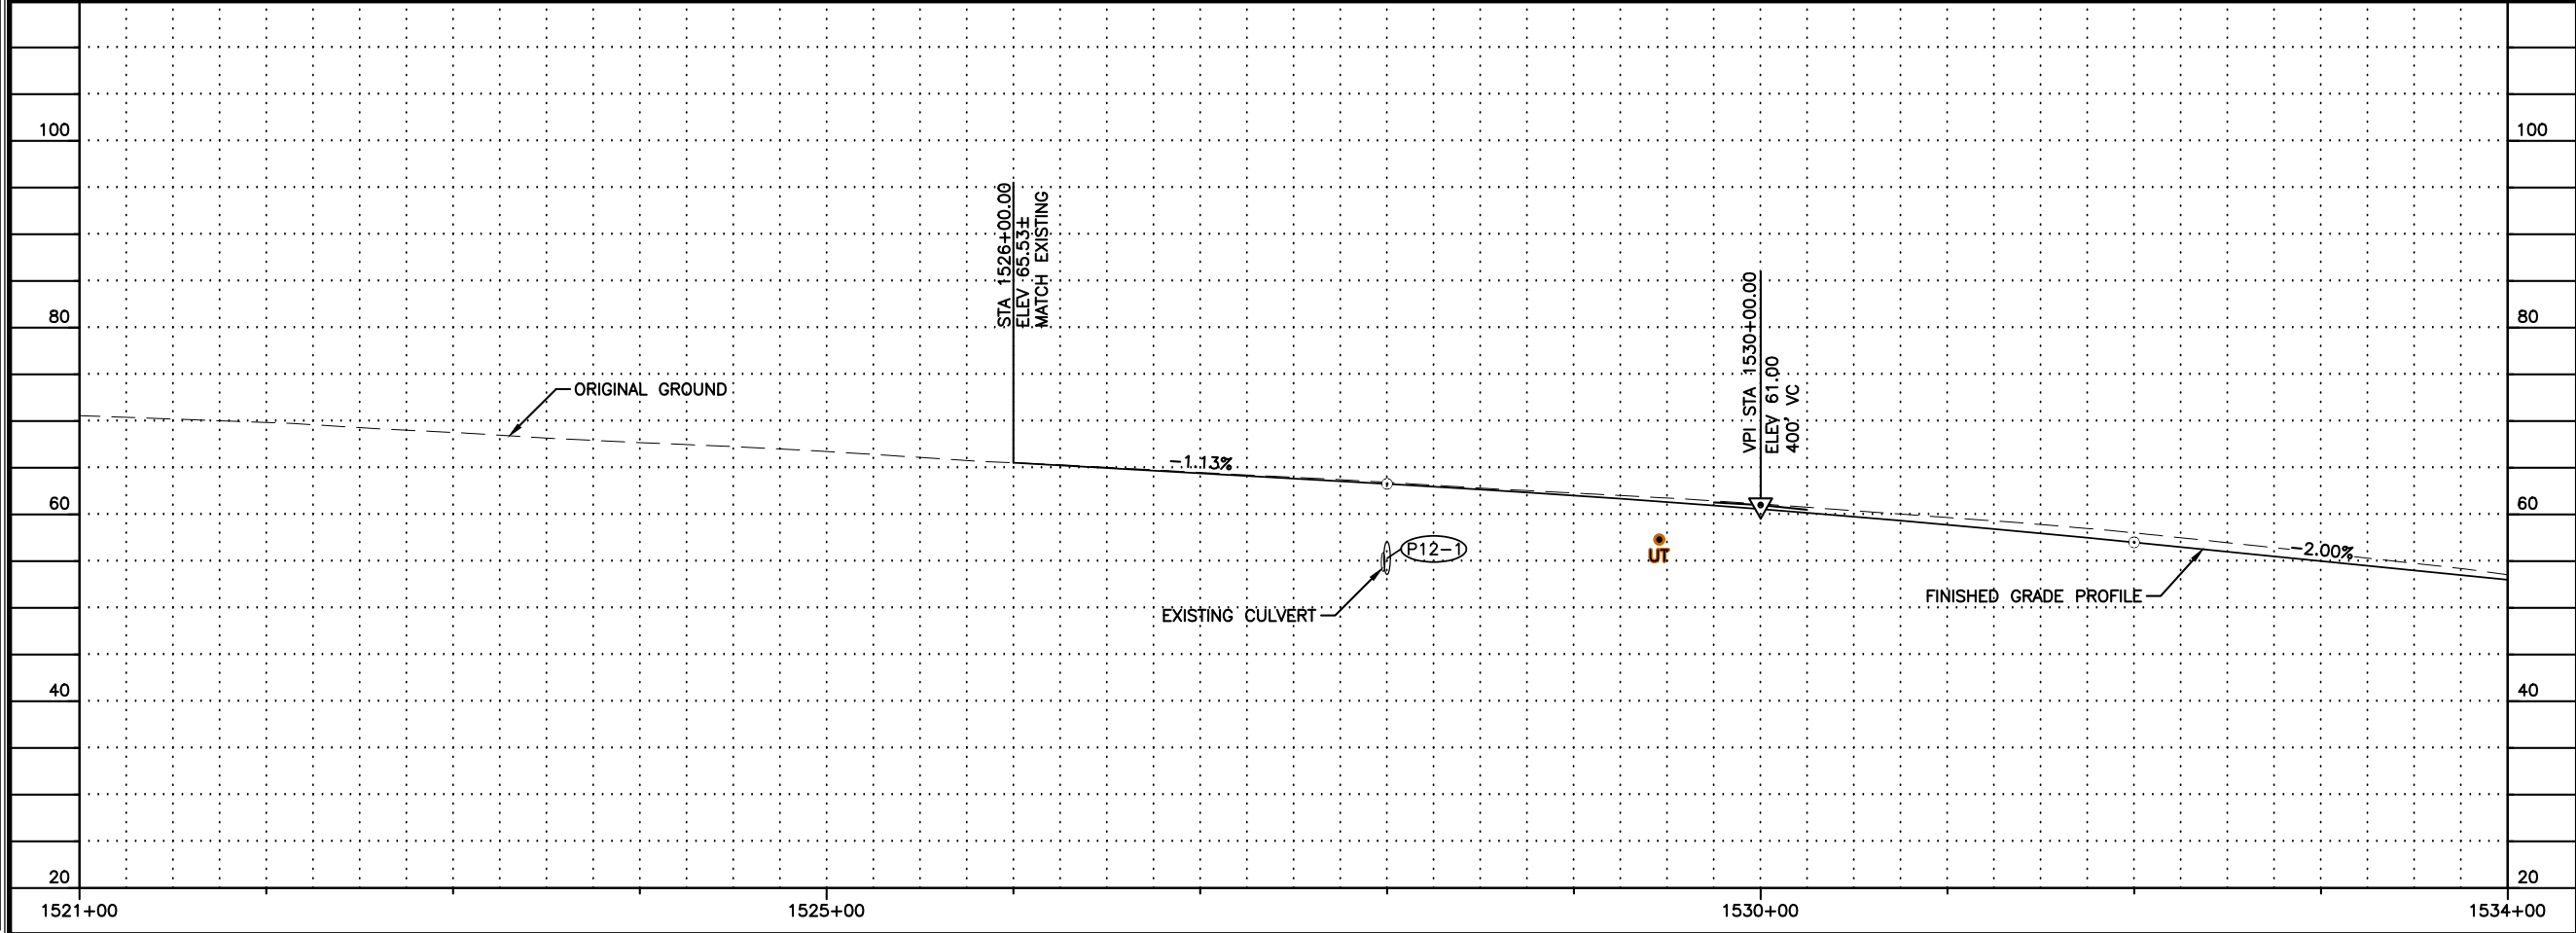 100
100
STA 1526+00.00
ELEV 65.53±
MATCH EXISTING
80
80
VPI STA 1530+00.00
ELEV 61.00
400' VC
ORIGINAL GROUND
-1.13%
60
60
P12-1
UT
-2.00%
FINISHED GRADE PROFILE
EXISTING CULVERT
40
40
20
20
1521+00
1525+00
1530+00
1534+00